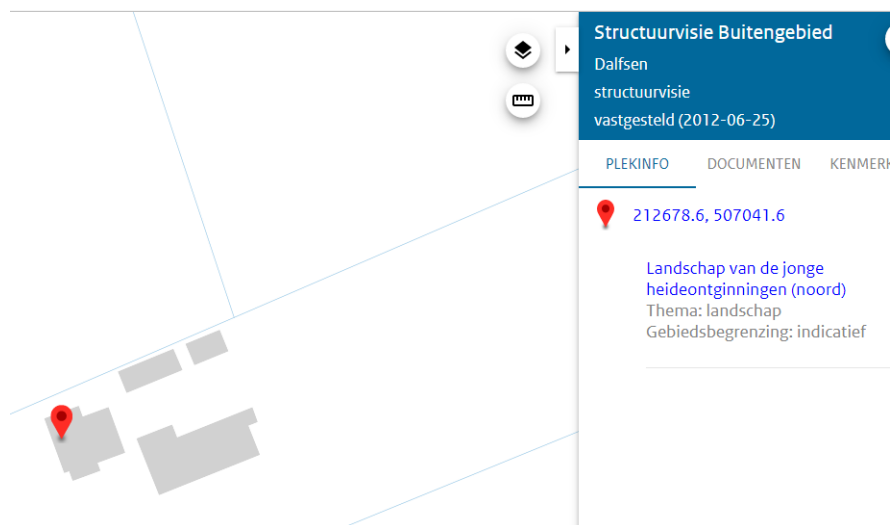 Structuurvisie Buitengebied
Dalfsen
structuurvisie
vastgesteld (2012-06-25)
PLEKINFO DOCUMENTEN KENMERK
212678.6, 507041.6
Landschap van de jonge
heideontginningen (noord)
Thema: landschap
Gebiedsbegrenzing: indicatief